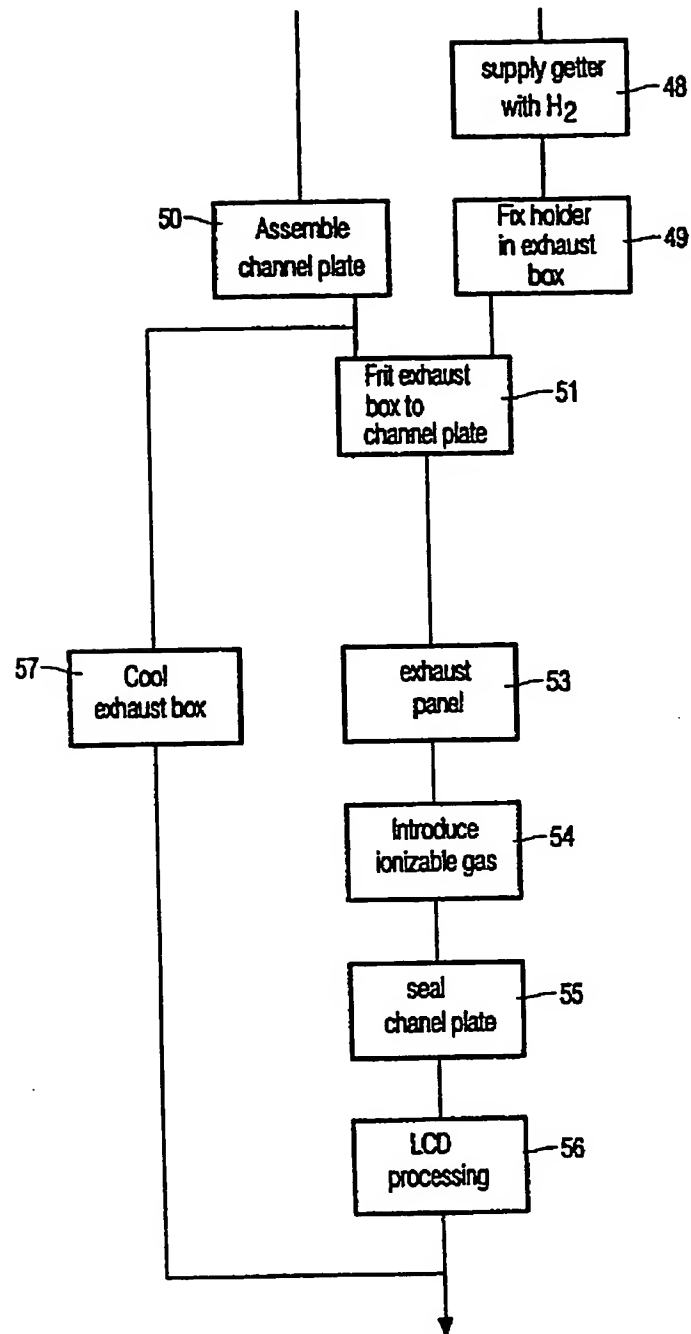 supply getter
with H2
48
50
Assemble
channel plate
Fix holder
in exhaust
box
49
Frit exhaust
box to
channel plate
51
57
Cool
exhaust box
exhaust
panel
53
Introduce
ionizable gas
54
seal
chanel plate
55
LCD
processing
56